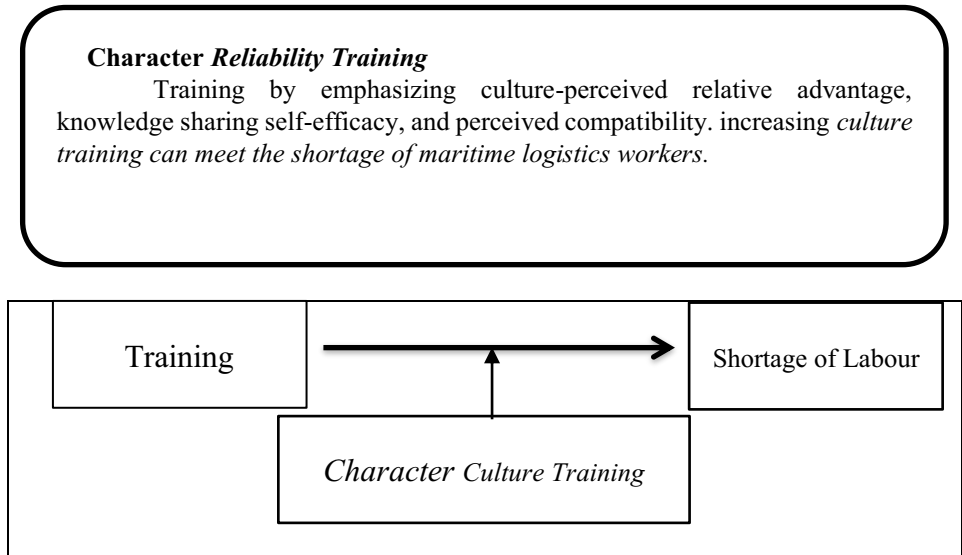 Character Reliability Training
Training by emphasizing culture-perceived relative advantage,
knowledge sharing self-efficacy, and perceived compatibility. increasing culture
training can meet the shortage of maritime logistics workers.
Training
Shortage of Labour
Character Culture Training